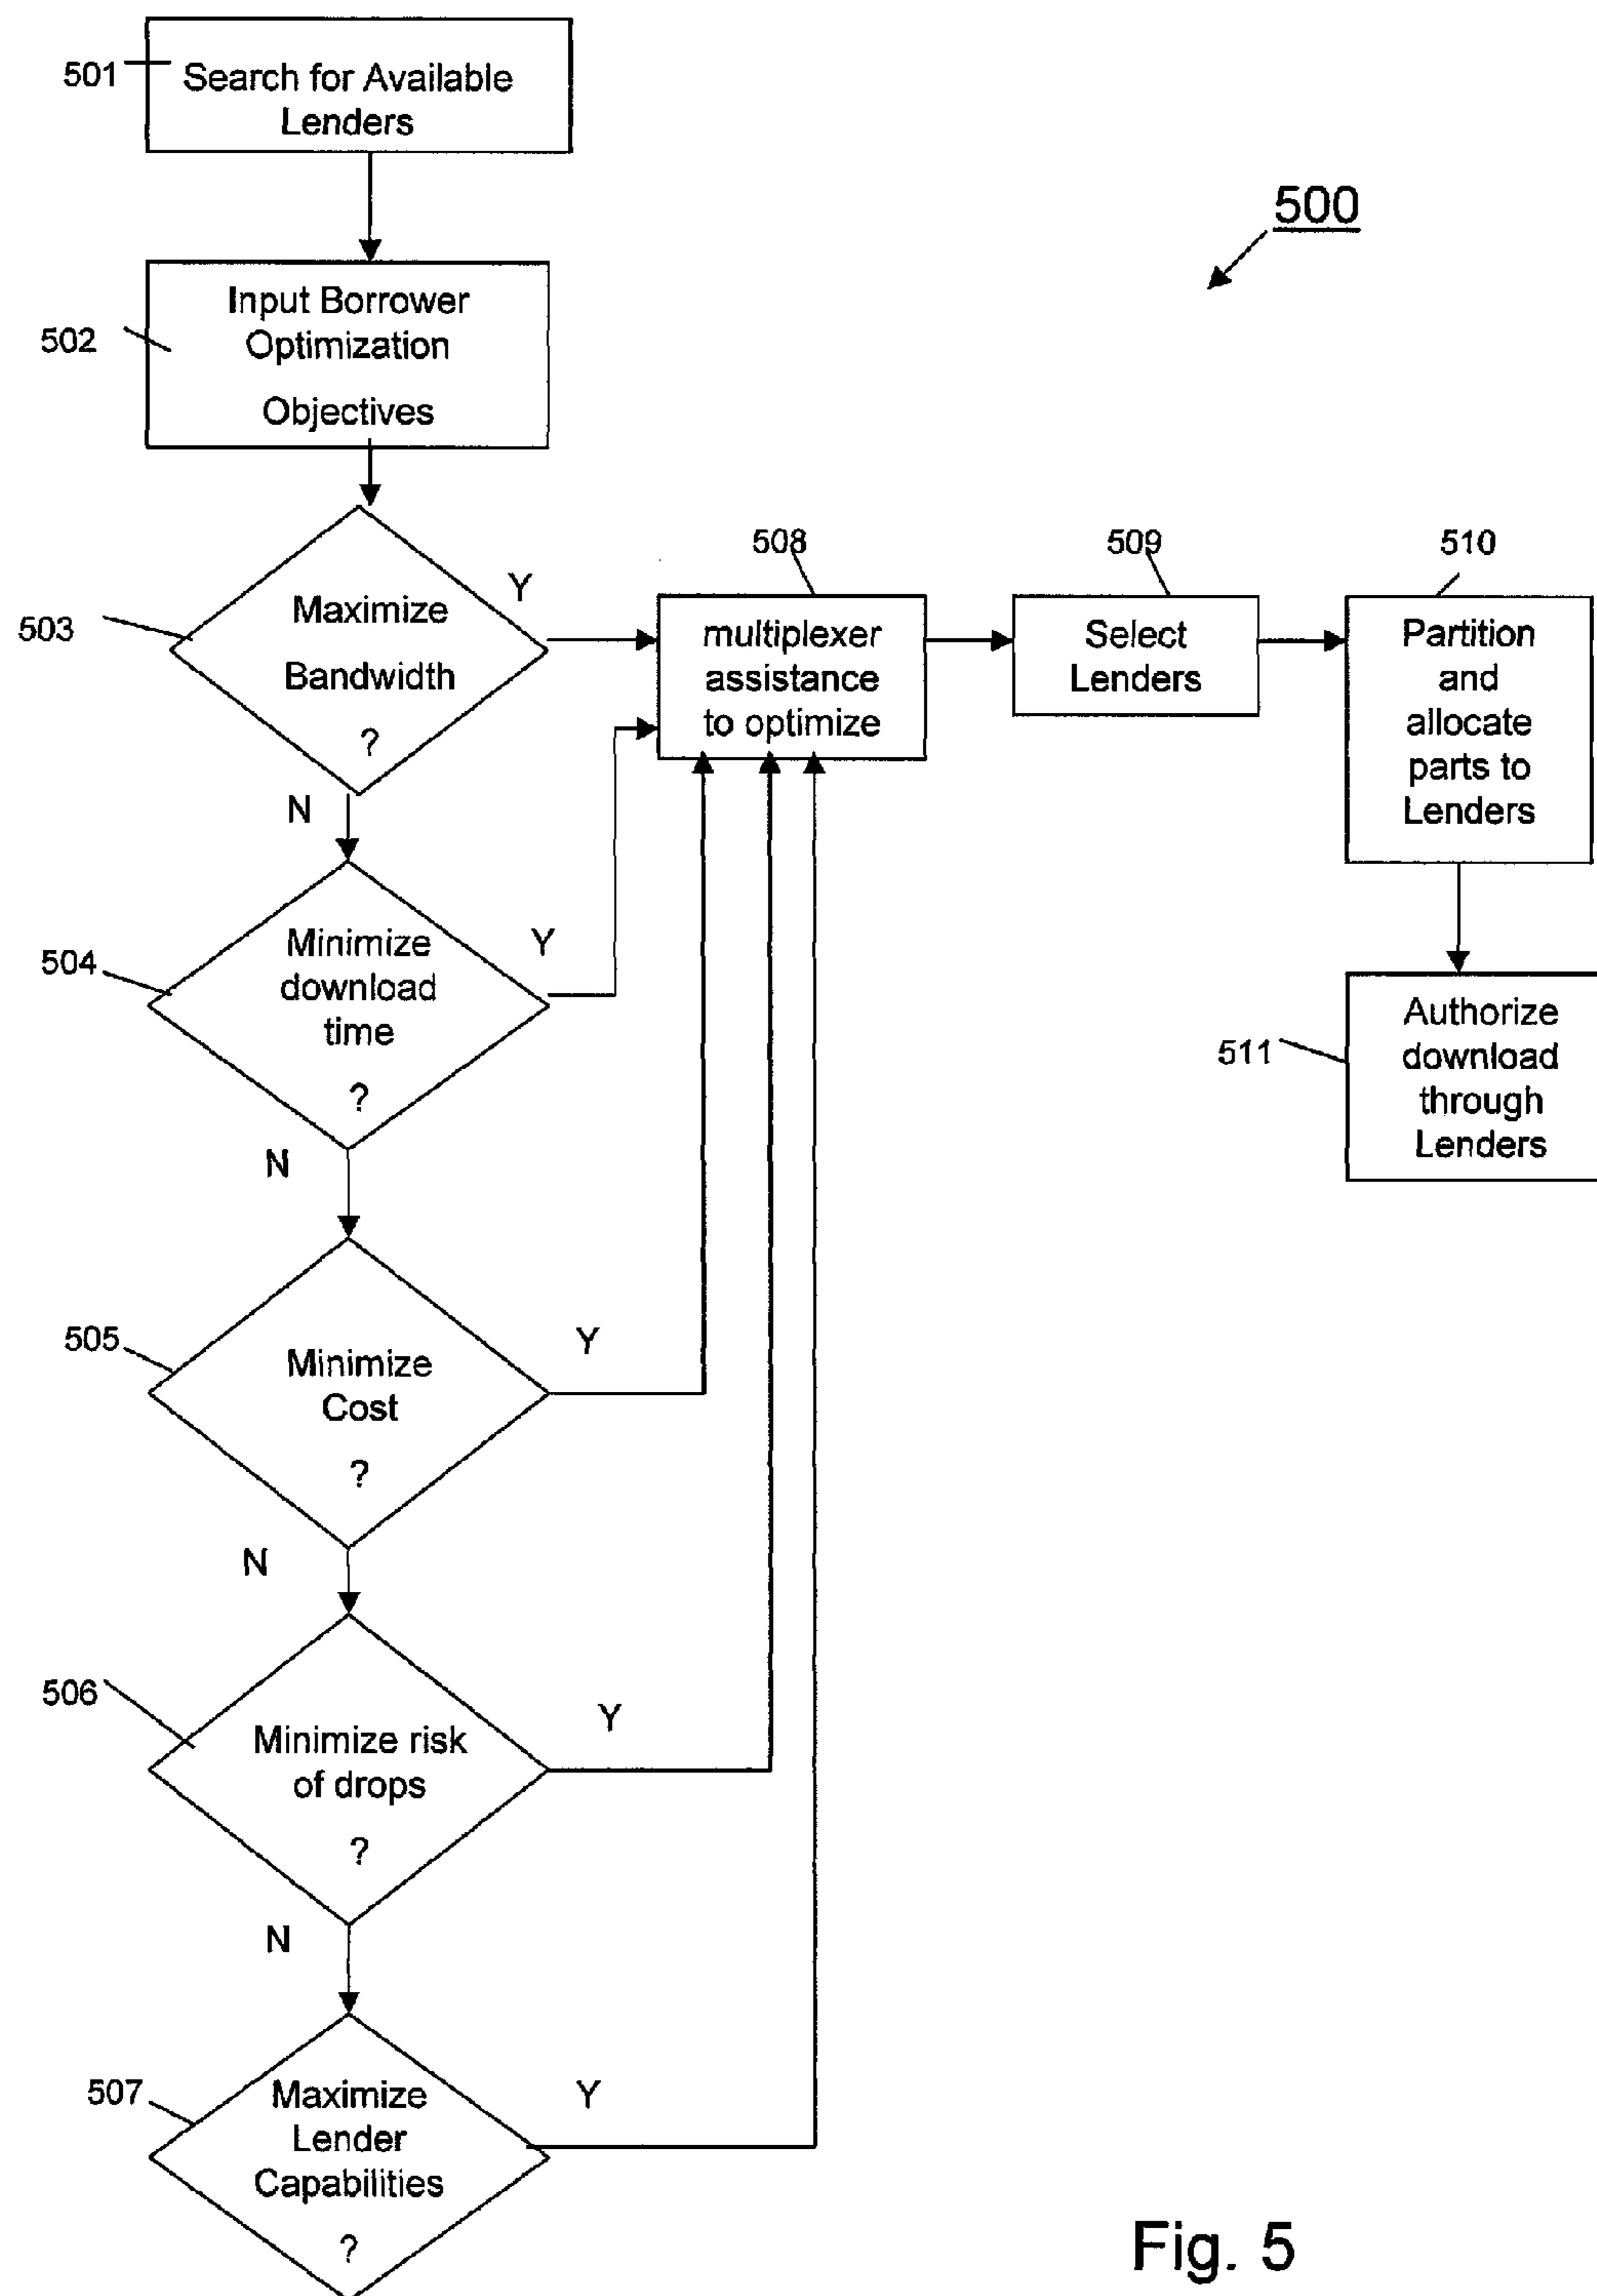 501
Search for Available
Lenders
500
502
Input Borrower
Optimization
Objectives
503
Maximize
Bandwidth
?
Y
N
508
multiplexer
assistance
to optimize
509
Select
Lenders
510
Partition
and
allocate
parts to
Lenders
504
Minimize
download
time
?
Y
N
511
Authorize
download
through
Lenders
505
Minimize
Cost
?
Y
N
506
Minimize risk
of drops
?
Y
N
507
Maximize
Lender
Capabilities
?
Y
Fig. 5